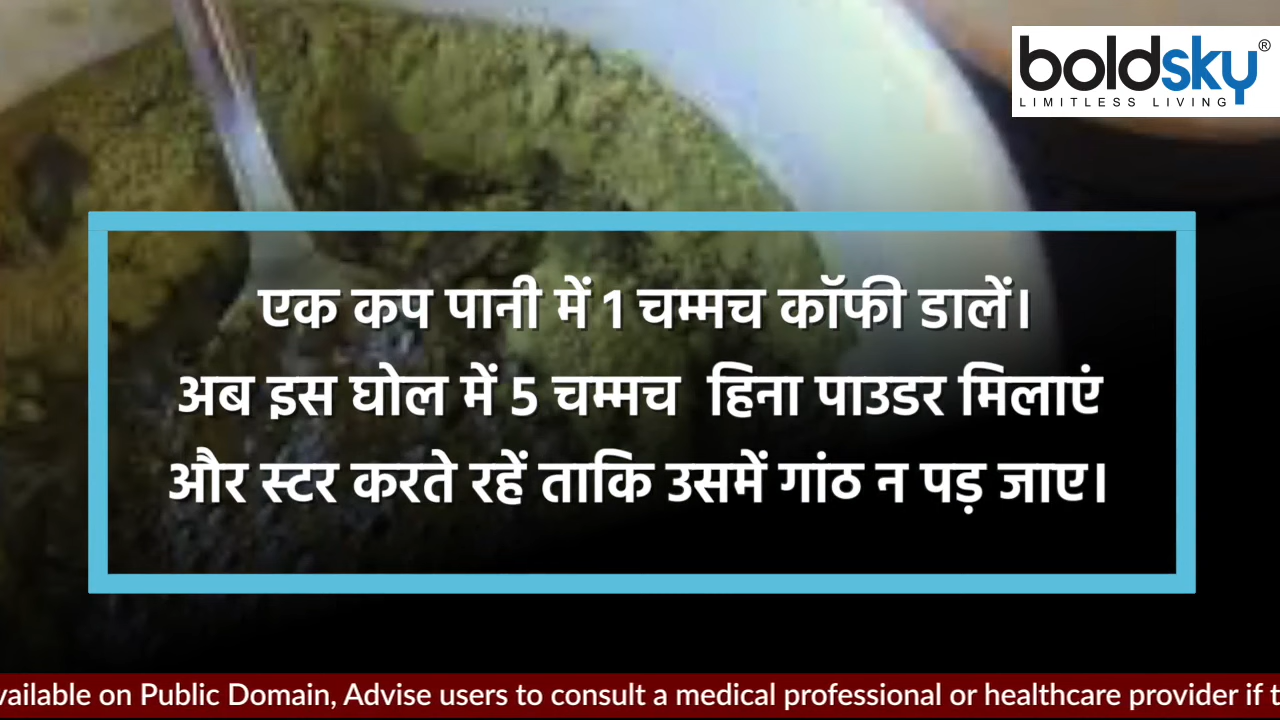 boldsky®
LIMITLESS LIVING
एक कप पानी में 1 चम्मच कॉफी डालें।
अब इस घोल में 5 चम्मच हिना पाउडर मिलाएं
और स्टर करते रहें ताकि उसमें गांठ न पड़ जाए।
vailable on Public Domain, Advise users to consult a medical professional or healthcare provider if t